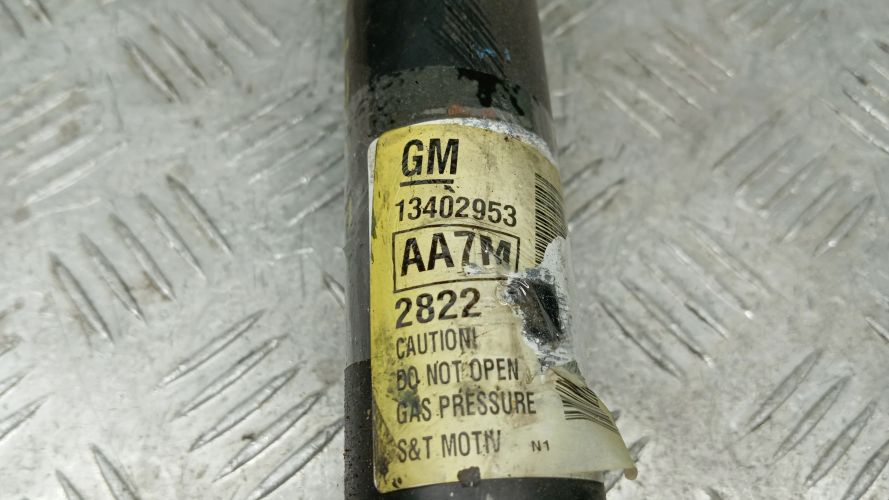 GM
13402953
AA7M
2822
CAUTION!
DO NOT OPEN
GAS PRESSURE
S&T MOTIV N1